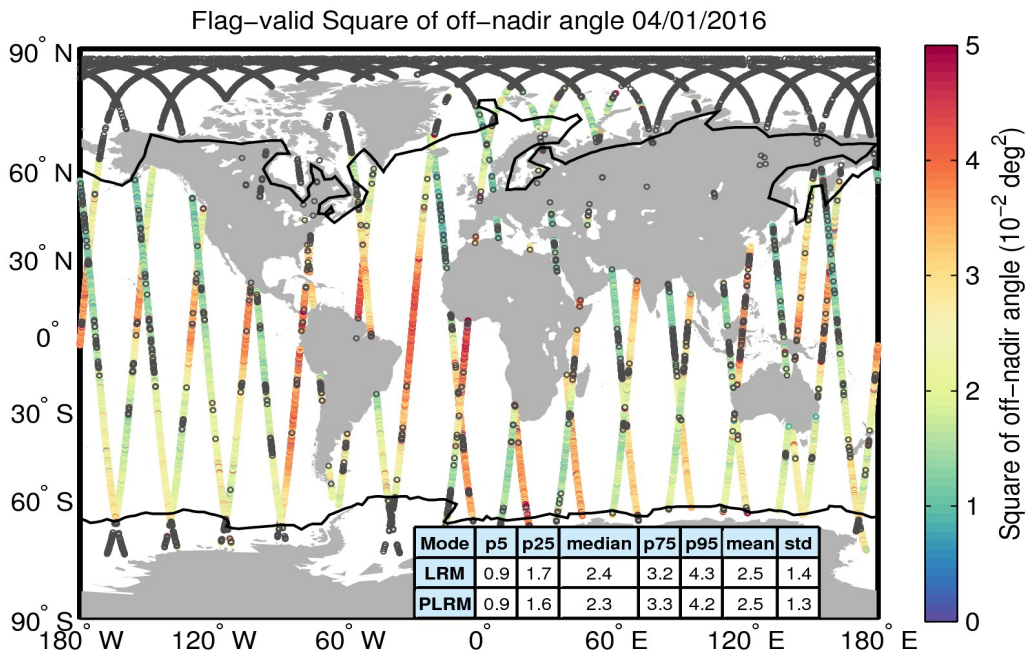 Flag−valid Square of off−nadir angle 04/01/2016
90° N
60° N
30° N
0°
30° S
60° S
90° S
180° W
120° W
60° W
0°
60° E
120° E
180° E
Mode p5 p25 median p75 p95 mean std
LRM 0.9 1.7 2.4 3.2 4.3 2.5 1.4
PLRM 0.9 1.6 2.3 3.3 4.2 2.5 1.3
5
4
3
2
1
0
Square of off−nadir angle (10⁻² deg²)